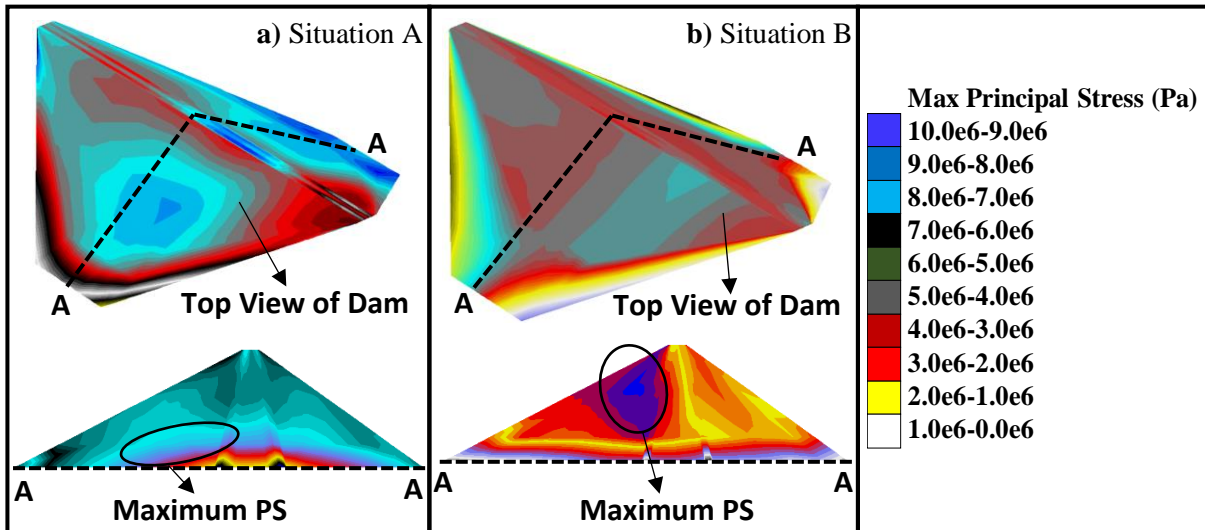 a) Situation A
A
A
Top View of Dam
A
A
Maximum PS
b) Situation B
A
A
Top View of Dam
A
A
Maximum PS
Max Principal Stress (Pa)
10.0e6-9.0e6
9.0e6-8.0e6
8.0e6-7.0e6
7.0e6-6.0e6
6.0e6-5.0e6
5.0e6-4.0e6
4.0e6-3.0e6
3.0e6-2.0e6
2.0e6-1.0e6
1.0e6-0.0e6